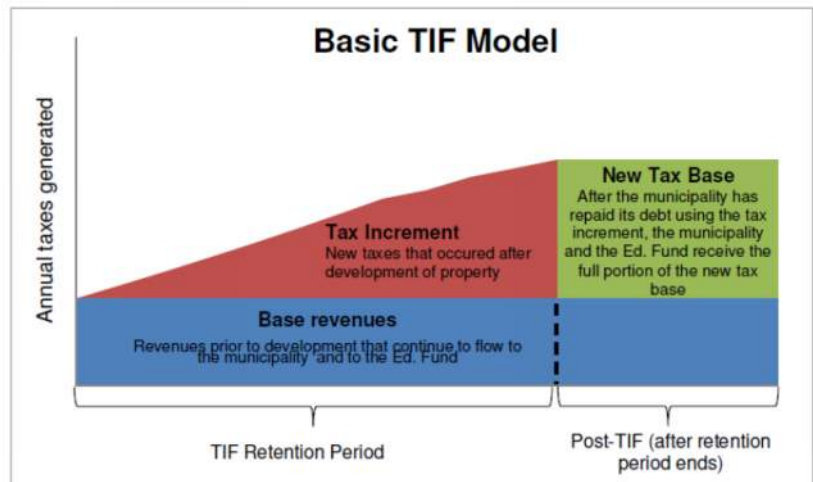 Basic TIF Model
Annual taxes generated
Tax Increment
New taxes that occured after
development of property
New Tax Base
After the municipality has
repaid its debt using the tax
increment, the municipality
and the Ed. Fund receive the
full portion of the new tax
base
Base revenues
Revenues prior to development that continue to flow to
the municipality and to the Ed. Fund
TIF Retention Period
Post-TIF (after retention
period ends)